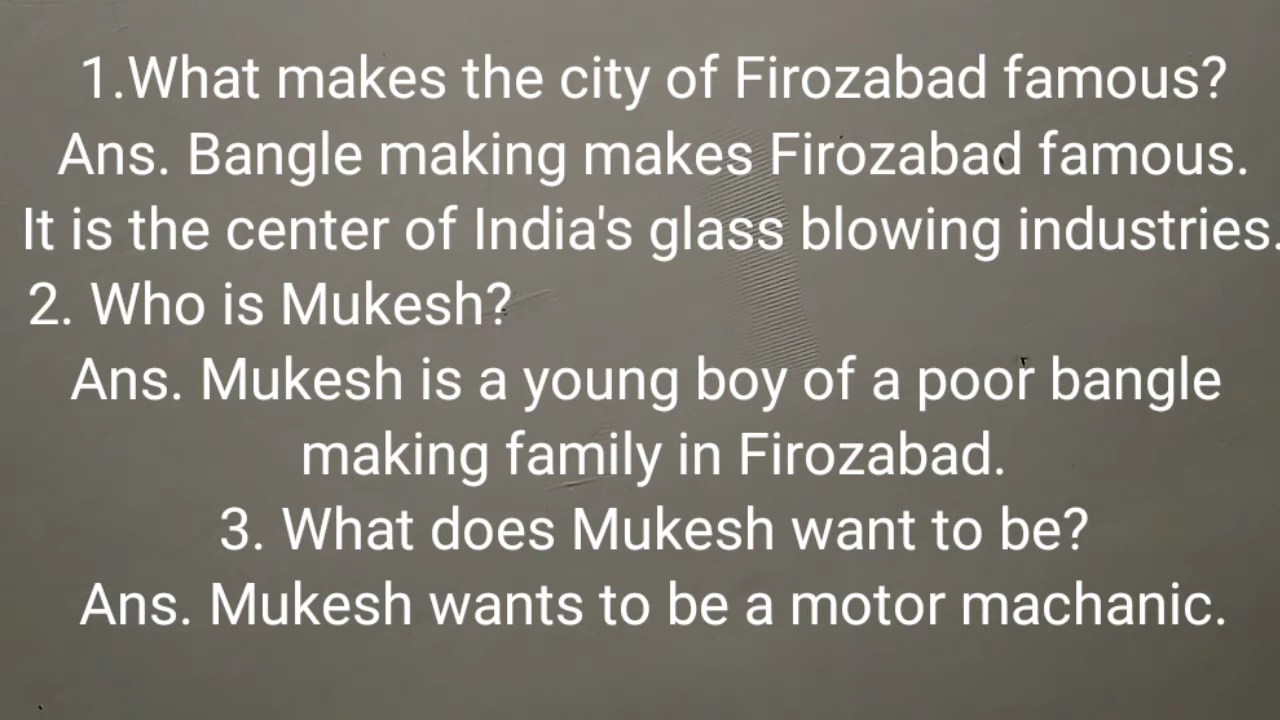 1.What makes the city of Firozabad famous?
Ans. Bangle making makes Firozabad famous.
It is the center of India's glass blowing industries.
2. Who is Mukesh?
Ans. Mukesh is a young boy of a poor bangle
making family in Firozabad.
3. What does Mukesh want to be?
Ans. Mukesh wants to be a motor machanic.